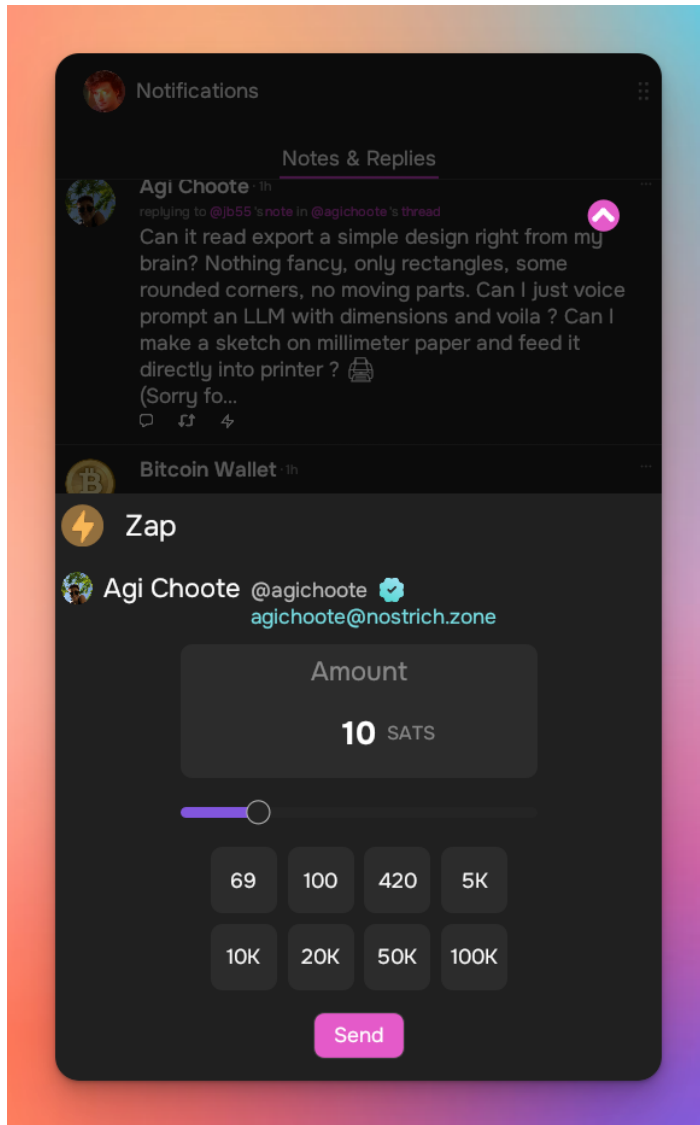 Notifications
Notes & Replies
Agi Choote · 1h
replying to @jb55 's note in @agichoote 's thread
Can it read export a simple design right from my
brain? Nothing fancy, only rectangles, some
rounded corners, no moving parts. Can I just voice
prompt an LLM with dimensions and voila ? Can I
make a sketch on millimeter paper and feed it
directly into printer ? 🖨
(Sorry fo...
Bitcoin Wallet · 1h
Zap
Agi Choote @agichoote
agichoote@nostrich.zone
Amount
10 SATS
69 100 420 5K
10K 20K 50K 100K
Send